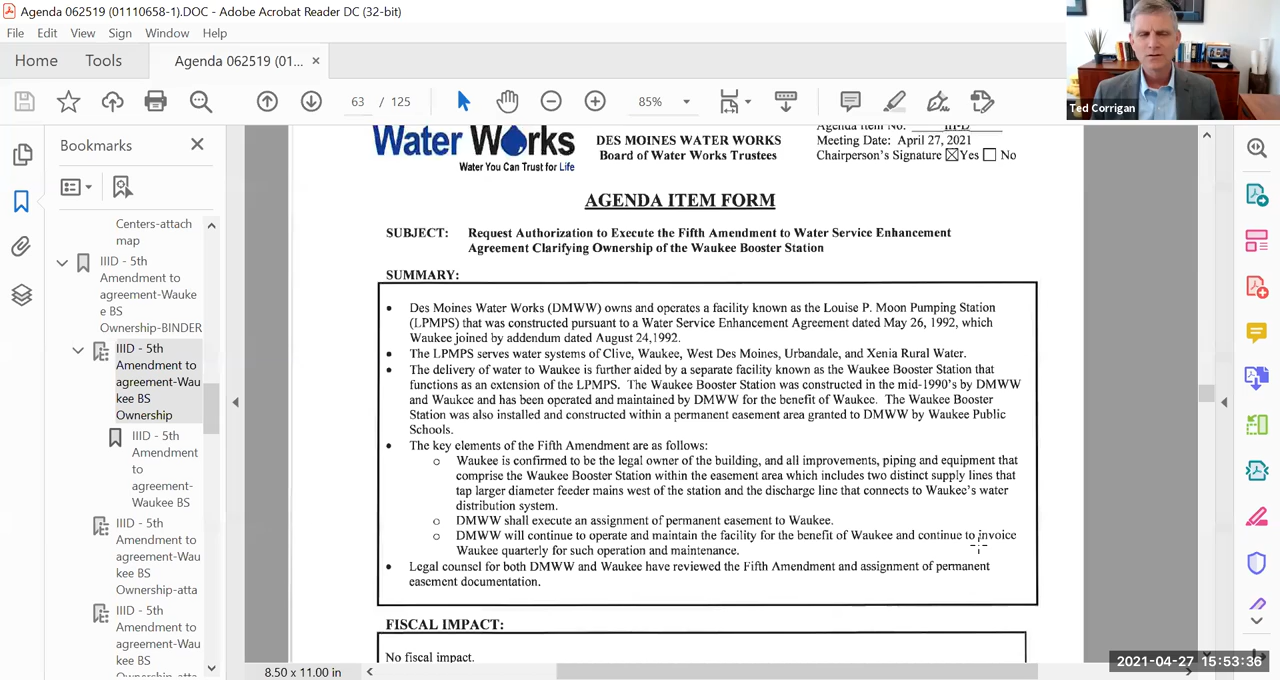 Agenda 062519 (01110658-1).DOC - Adobe Acrobat Reader DC (32-bit)
File Edit View Sign Window Help
Home Tools Agenda 062519 (01... ×
63 / 125 85%
Ted Corrigan
Bookmarks
Centers-attach
map
IIID - 5th
Amendment to
agreement-Wauke
e BS
Ownership-BINDER
IIID - 5th
Amendment to
agreement-Wau
kee BS
Ownership
IIID - 5th
Amendment
to
agreement-
Waukee BS
IIID - 5th
Amendment to
agreement-Wau
kee BS
Ownership-atta
IIID - 5th
Amendment to
agreement-Wau
kee BS
Ownership-atta
Water Works
Water You Can Trust for Life
DES MOINES WATER WORKS
Board of Water Works Trustees
Agenda Item No. III-D
Meeting Date: April 27, 2021
Chairperson's Signature ☒Yes ☐ No
AGENDA ITEM FORM
SUBJECT: Request Authorization to Execute the Fifth Amendment to Water Service Enhancement
Agreement Clarifying Ownership of the Waukee Booster Station
SUMMARY:
• Des Moines Water Works (DMWW) owns and operates a facility known as the Louise P. Moon Pumping Station
(LPMPS) that was constructed pursuant to a Water Service Enhancement Agreement dated May 26, 1992, which
Waukee joined by addendum dated August 24,1992.
• The LPMPS serves water systems of Clive, Waukee, West Des Moines, Urbandale, and Xenia Rural Water.
• The delivery of water to Waukee is further aided by a separate facility known as the Waukee Booster Station that
functions as an extension of the LPMPS. The Waukee Booster Station was constructed in the mid-1990's by DMWW
and Waukee and has been operated and maintained by DMWW for the benefit of Waukee. The Waukee Booster
Station was also installed and constructed within a permanent easement area granted to DMWW by Waukee Public
Schools.
• The key elements of the Fifth Amendment are as follows:
o Waukee is confirmed to be the legal owner of the building, and all improvements, piping and equipment that
comprise the Waukee Booster Station within the easement area which includes two distinct supply lines that
tap larger diameter feeder mains west of the station and the discharge line that connects to Waukee's water
distribution system.
o DMWW shall execute an assignment of permanent easement to Waukee.
o DMWW will continue to operate and maintain the facility for the benefit of Waukee and continue to invoice
Waukee quarterly for such operation and maintenance.
• Legal counsel for both DMWW and Waukee have reviewed the Fifth Amendment and assignment of permanent
easement documentation.
FISCAL IMPACT:
No fiscal impact.
8.50 x 11.00 in
2021-04-27 15:53:36